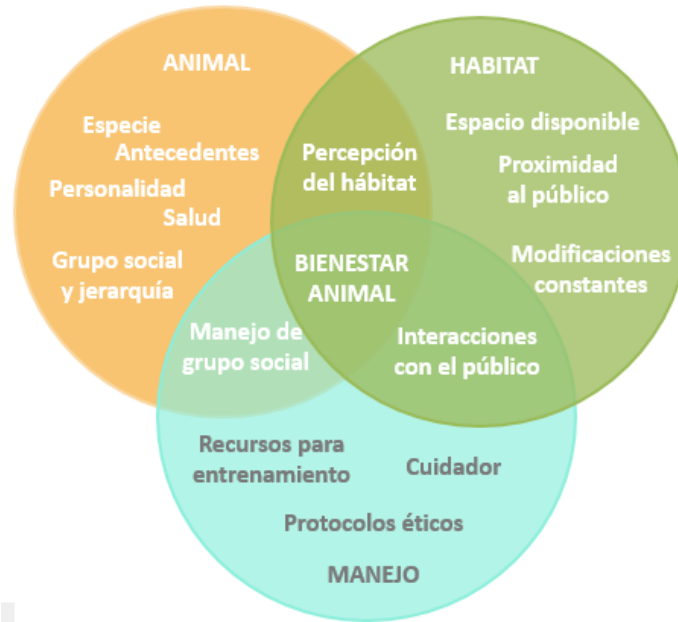 ANIMAL
Especie
Antecedentes
Personalidad
Salud
Grupo social
y jerarquía
HABITAT
Espacio disponible
Proximidad
al público
Modificaciones
constantes
Percepción
del hábitat
BIENESTAR
ANIMAL
Manejo de
grupo social
Interacciones
con el público
Recursos para
entrenamiento
Cuidador
Protocolos éticos
MANEJO